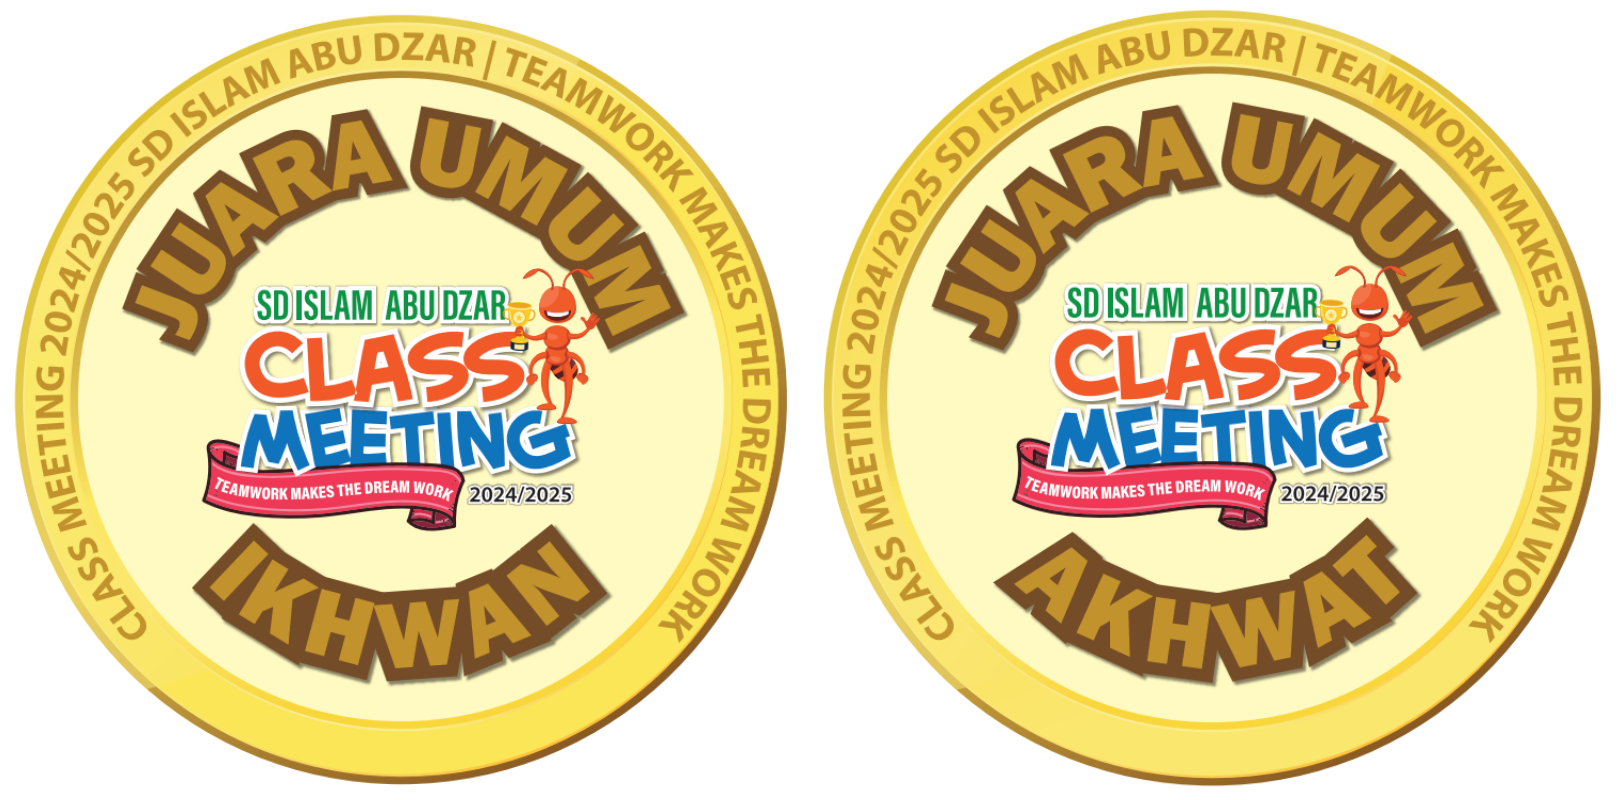 CLASS MEETING 2024/2025 SD ISLAM ABU DZAR | TEAMWORK MAKES THE DREAM WORK
JUARA UMUM
SD ISLAM ABU DZAR
CLASS
MEETING
TEAMWORK MAKES THE DREAM WORK
2024/2025
IKHWAN
CLASS MEETING 2024/2025 SD ISLAM ABU DZAR | TEAMWORK MAKES THE DREAM WORK
JUARA UMUM
SD ISLAM ABU DZAR
CLASS
MEETING
TEAMWORK MAKES THE DREAM WORK
2024/2025
AKHWAT